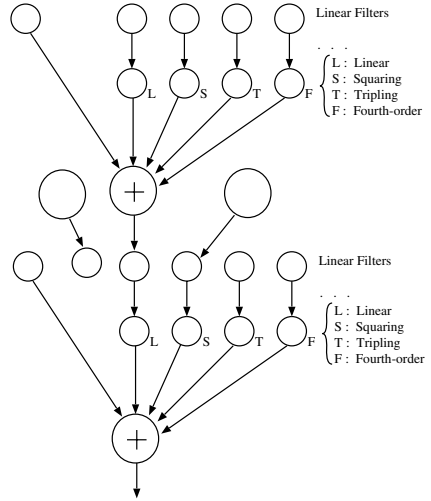 Linear Filters
. . .
L : Linear
S : Squaring
T : Tripling
F : Fourth-order
L S T F
+
Linear Filters
. . .
L : Linear
S : Squaring
T : Tripling
F : Fourth-order
L S T F
+